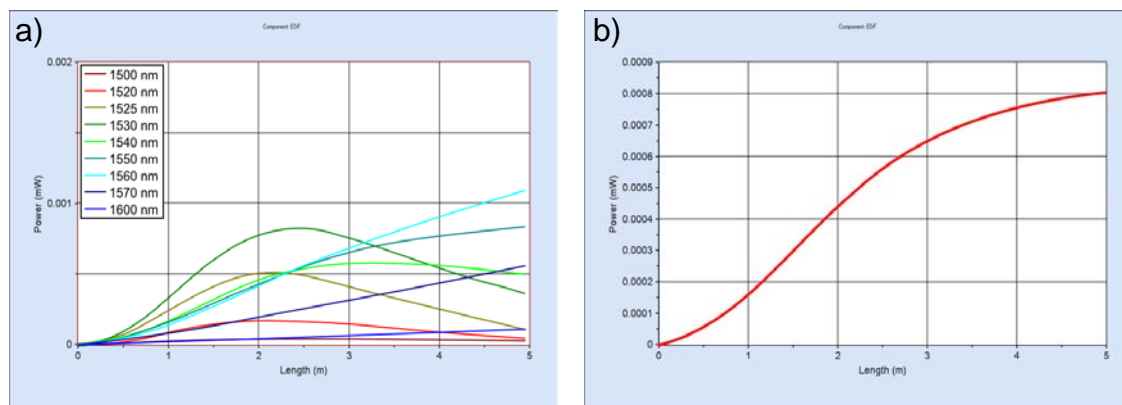 a)
Component: EDF
Power (mW)
0.002
0.001
0
1500 nm
1520 nm
1525 nm
1530 nm
1540 nm
1550 nm
1560 nm
1570 nm
1600 nm
0 1 2 3 4 5
Length (m)
b)
Component: EDF
Power (mW)
0.0009
0.0008
0.0007
0.0006
0.0005
0.0004
0.0003
0.0002
0.0001
0
0 1 2 3 4 5
Length (m)